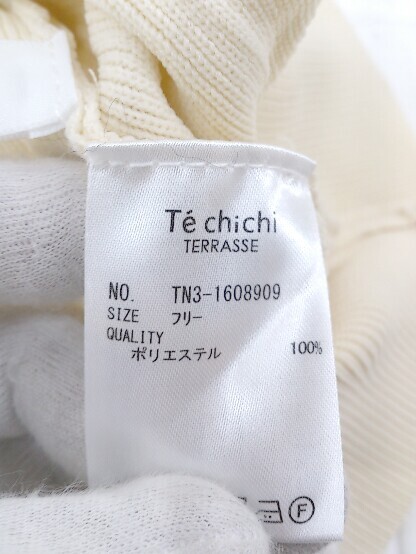 Té chichi
TERRASSE
NO. TN3-1608909
SIZE フリー
QUALITY
ポリエステル 100%
F